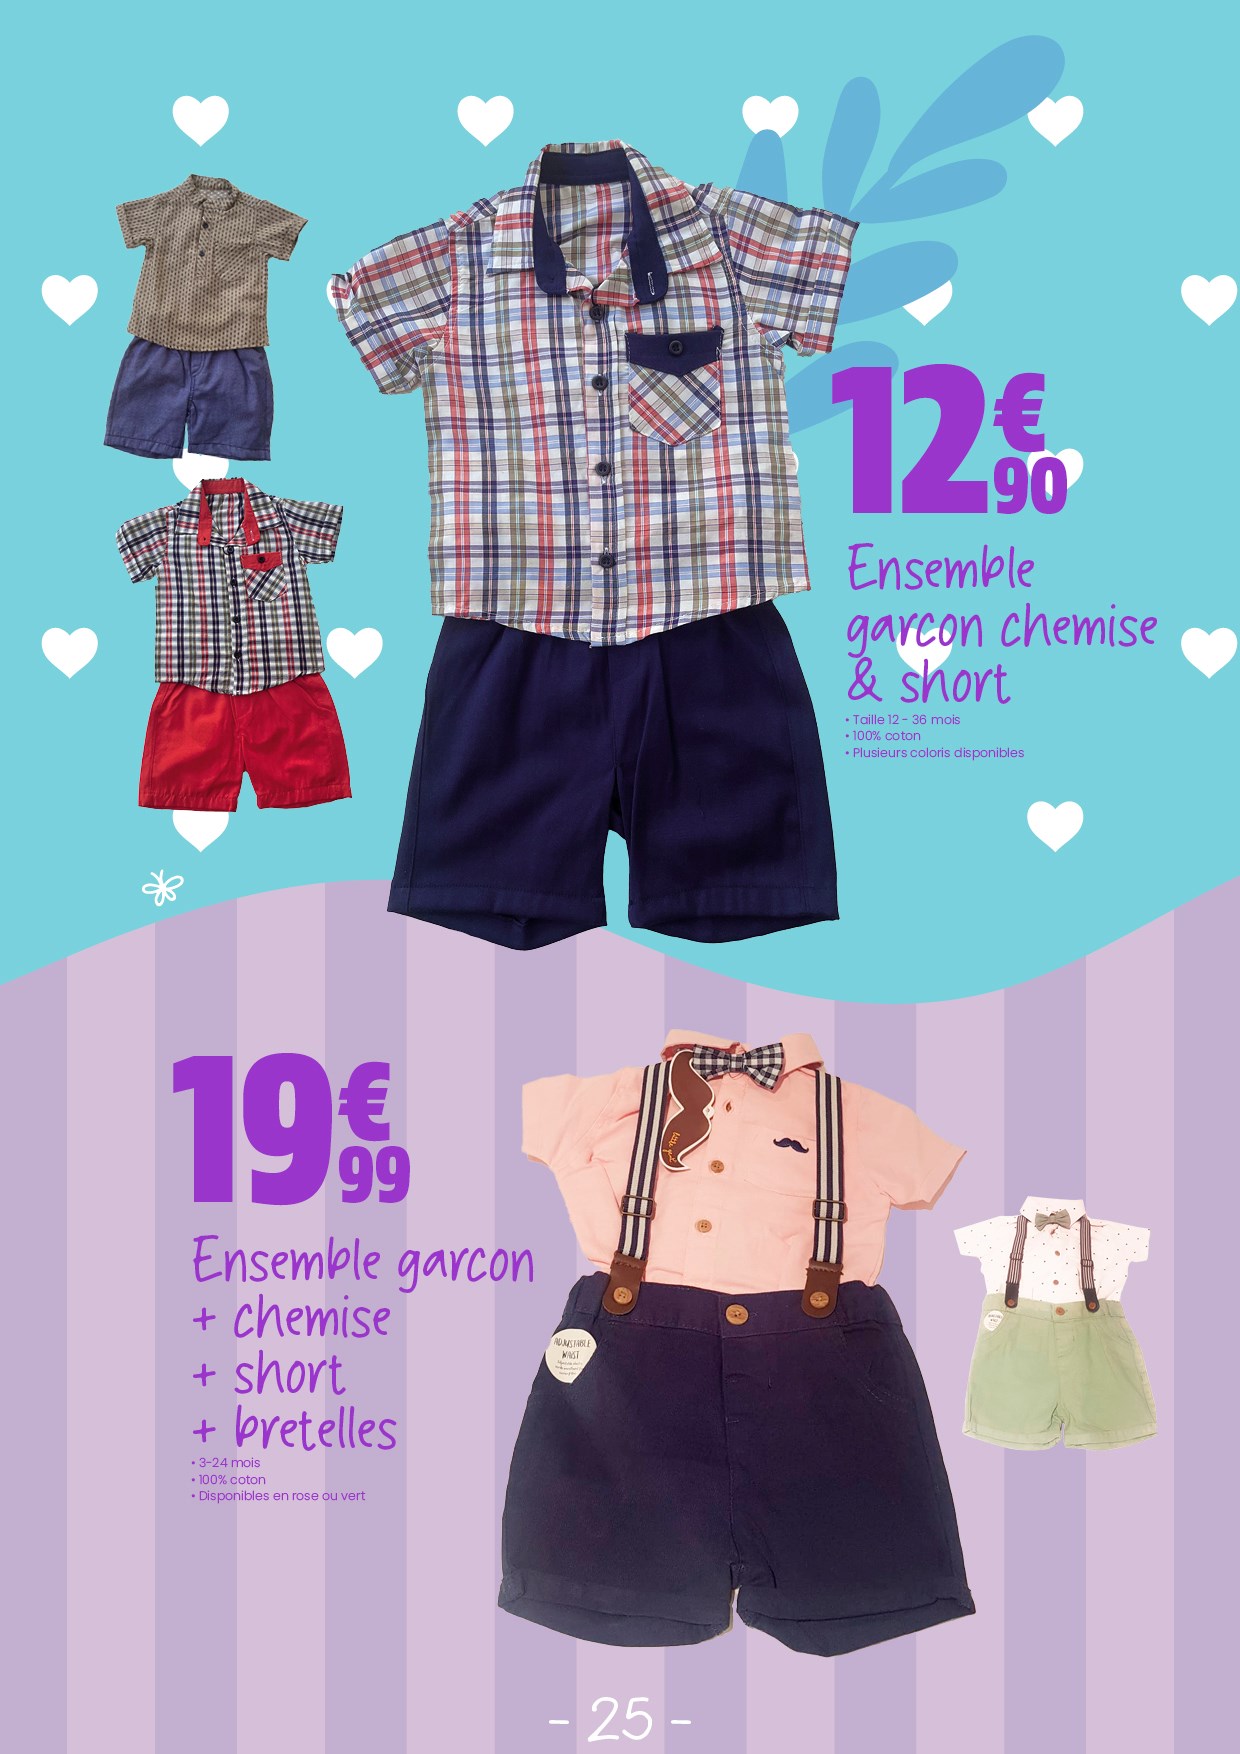 12€90
Ensemble
garcon chemise
& short
• Taille 12 - 36 mois
• 100% coton
• Plusieurs coloris disponibles
19€99
Ensemble garcon
+ chemise
+ short
+ bretelles
• 3-24 mois
• 100% coton
• Disponibles en rose ou vert
ADJUSTABLE
WAIST
- 25 -